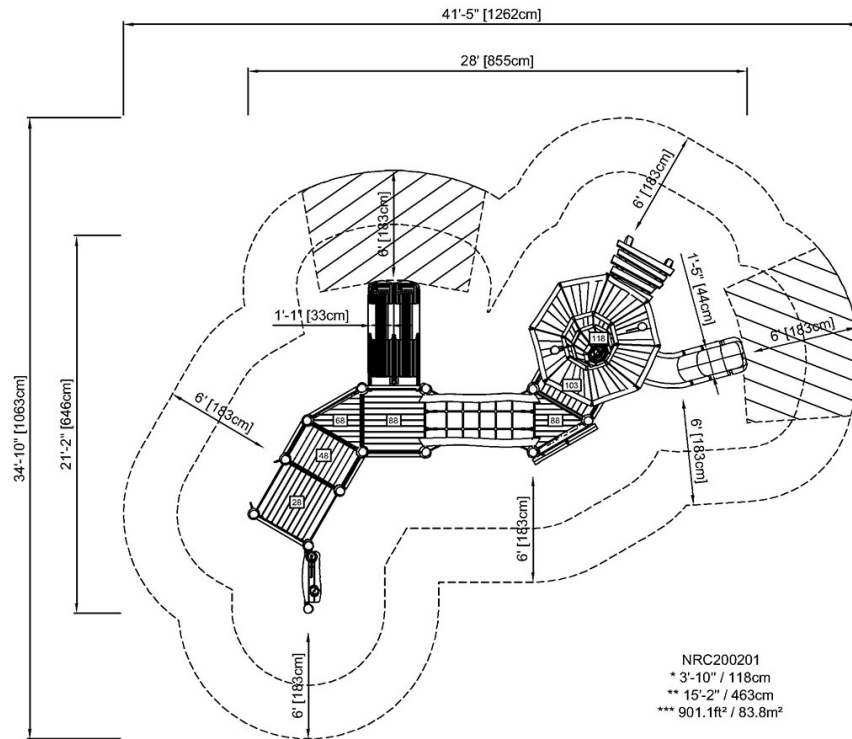 41'-5" [1262cm]
28' [855cm]
34'-10" [1063cm]
21'-2" [646cm]
6' [183cm]
6' [183cm]
1'-5" [44cm]
1'-1" [33cm]
6' [183cm]
118
103
68
88
88
48
28
6' [183cm]
6' [183cm]
6' [183cm]
6' [183cm]
NRC200201
* 3'-10" / 118cm
** 15'-2" / 463cm
*** 901.1ft² / 83.8m²